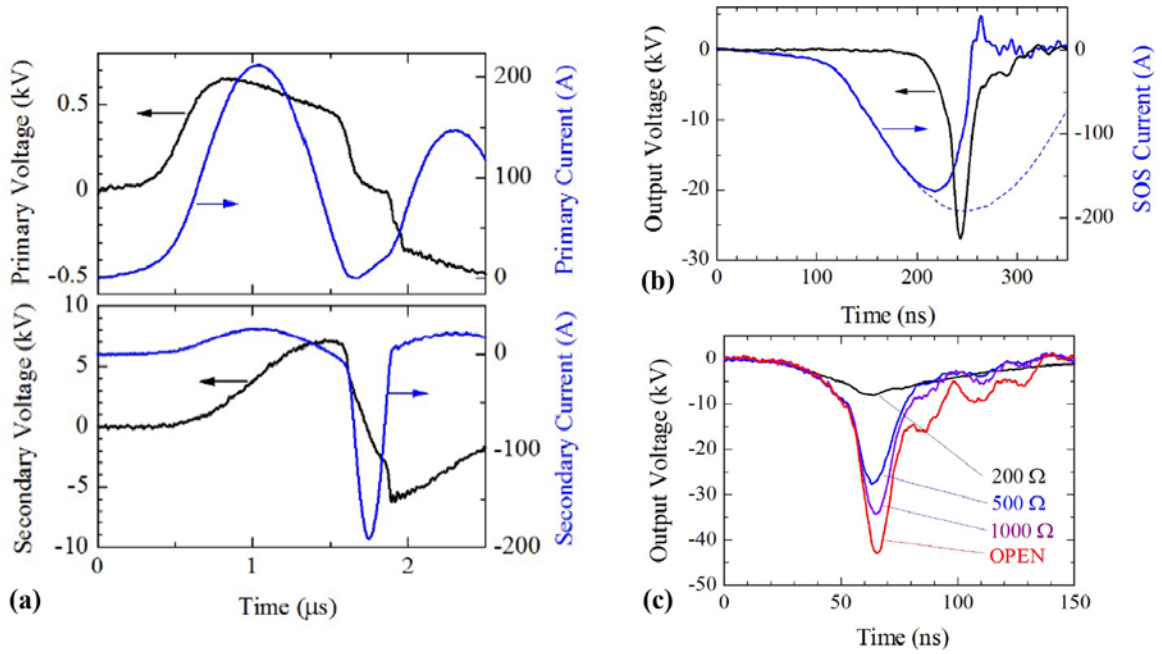 Primary Voltage (kV)
0.5
0
-0.5
200
100
0
Primary Current (A)
Secondary Voltage (kV)
10
5
0
-5
-10
0
-100
-200
Secondary Current (A)
0
1
2
Time (μs)
(a)
Output Voltage (kV)
0
-10
-20
-30
0
-100
-200
SOS Current (A)
0
100
200
300
Time (ns)
(b)
Output Voltage (kV)
0
-10
-20
-30
-40
-50
200 Ω
500 Ω
1000 Ω
OPEN
0
50
100
150
Time (ns)
(c)